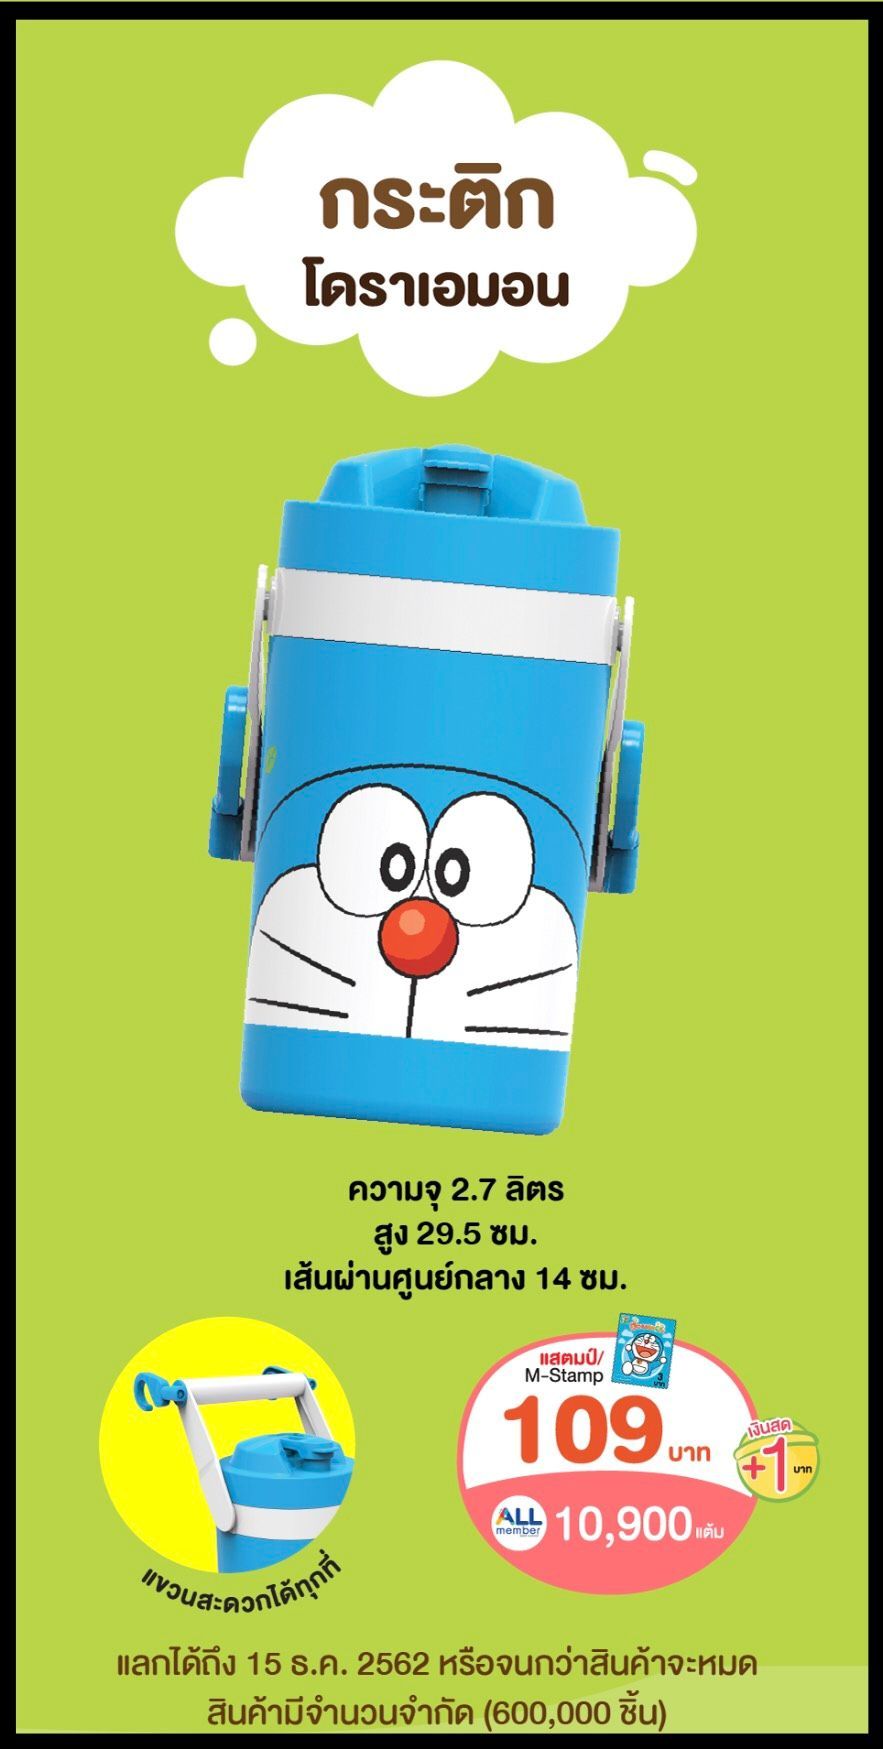 กระติก
โดราเอมอน
ความจุ 2.7 ลิตร
สูง 29.5 ซม.
เส้นผ่านศูนย์กลาง 14 ซม.
แสตมป์/
M-Stamp
3
บาท
109 บาท
เงินสด
+1 บาท
ALL
member
10,900 แต้ม
แขวนสะดวกได้ทุกที่
แลกได้ถึง 15 ธ.ค. 2562 หรือจนกว่าสินค้าจะหมด
สินค้ามีจำนวนจำกัด (600,000 ชิ้น)